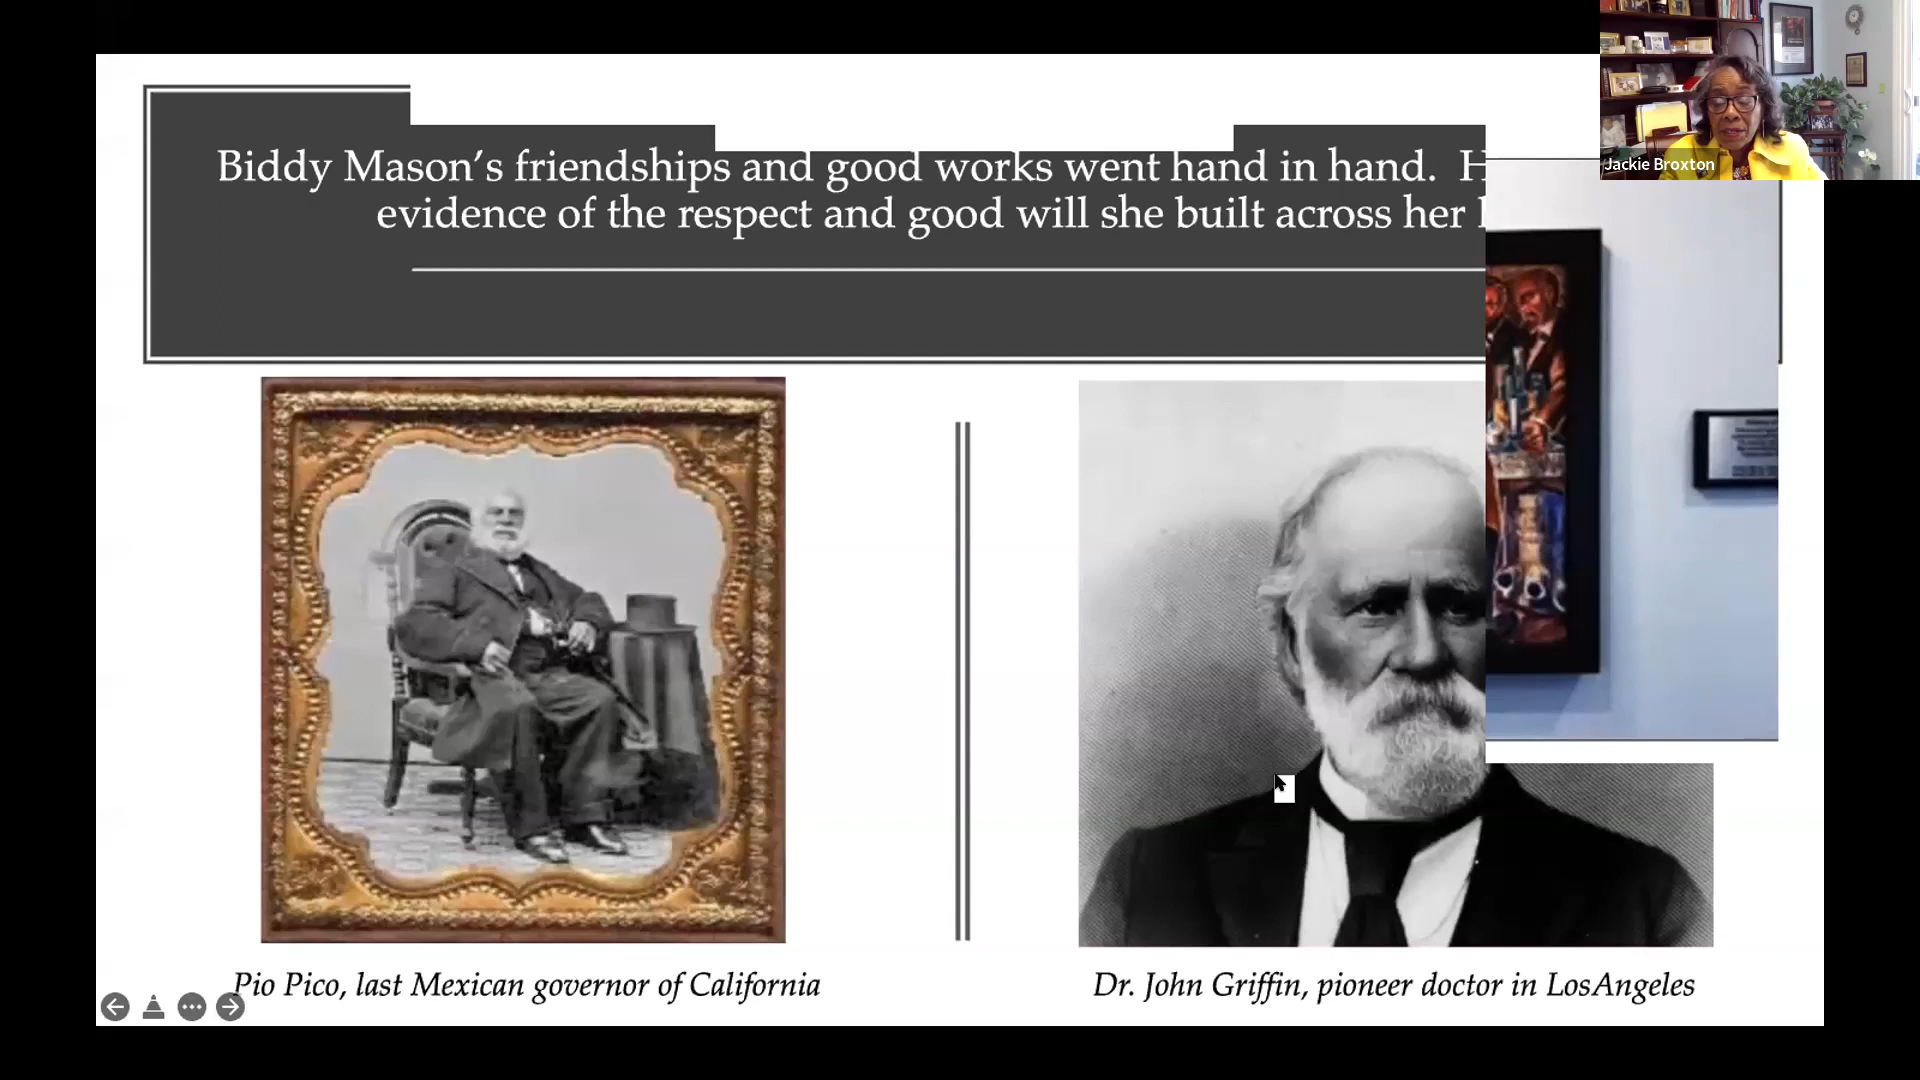 Biddy Mason’s friendships and good works went hand in hand. H
evidence of the respect and good will she built across her
Jackie Broxton
Pio Pico, last Mexican governor of California
Dr. John Griffin, pioneer doctor in LosAngeles